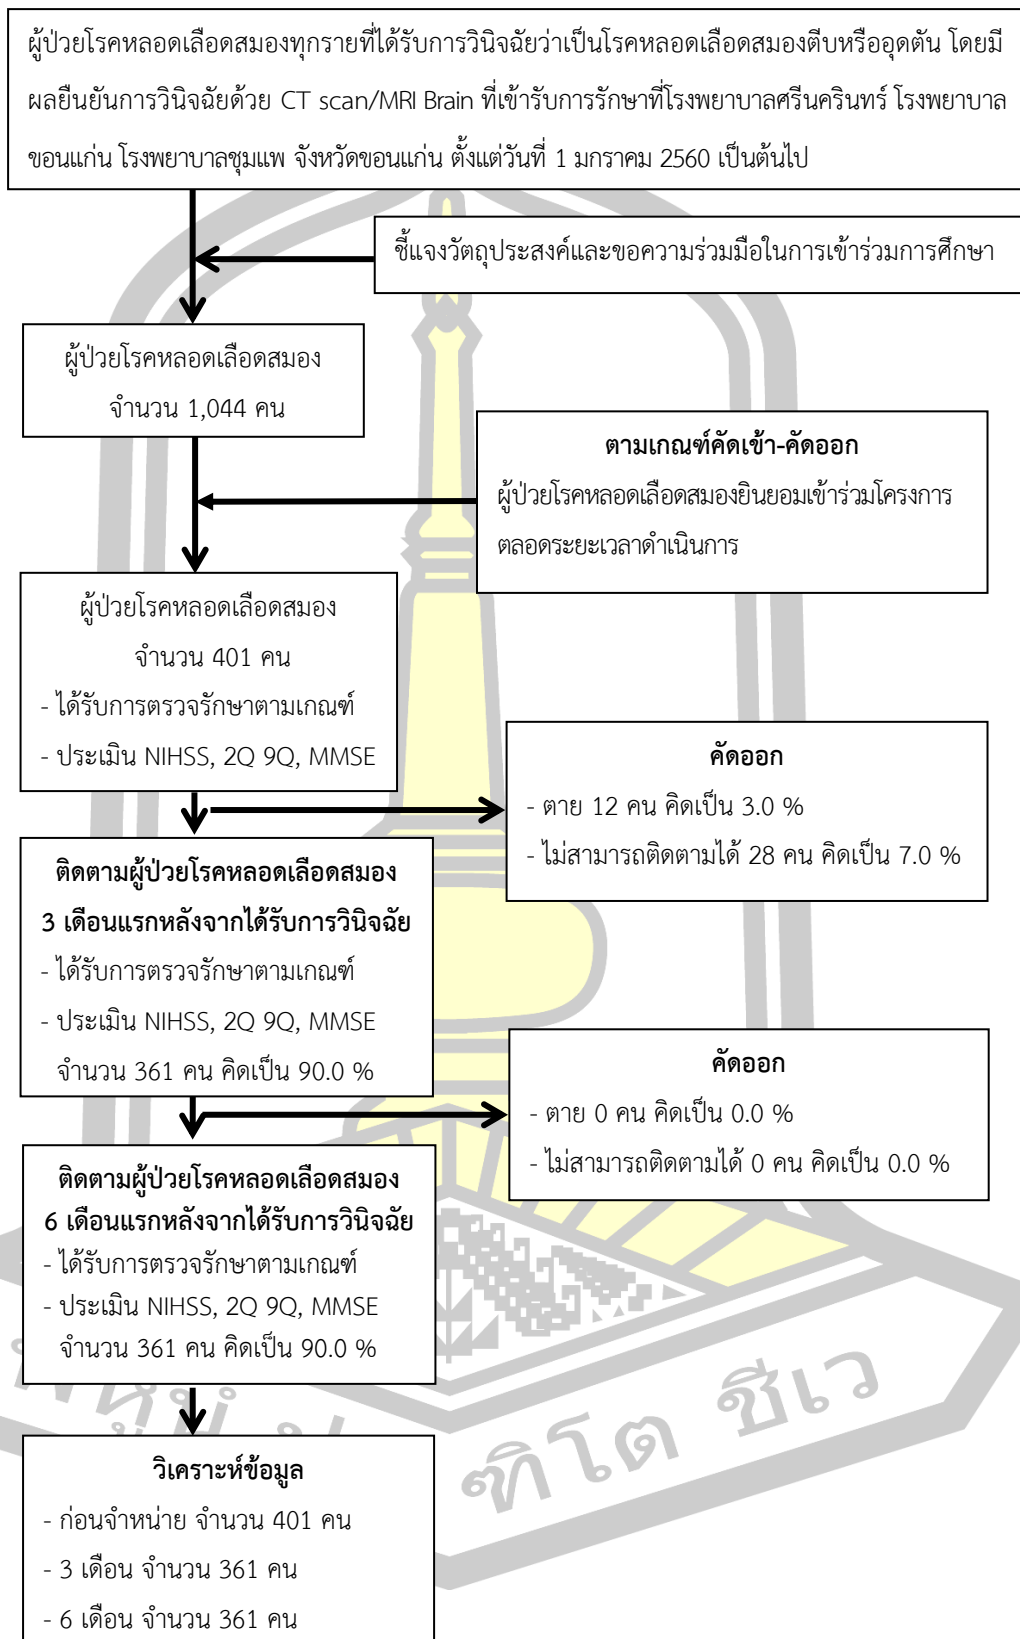 ผู้ป่วยโรคหลอดเลือดสมองทุกรายที่ได้รับการวินิจฉัยว่าเป็นโรคหลอดเลือดสมองตีบหรืออุดตัน โดยมี
ผลยืนยันการวินิจฉัยด้วย CT scan/MRI Brain ที่เข้ารับการรักษาที่โรงพยาบาลศรีนครินทร์ โรงพยาบาล
ขอนแก่น โรงพยาบาลชุมแพ จังหวัดขอนแก่น ตั้งแต่วันที่ 1 มกราคม 2560 เป็นต้นไป
ชี้แจงวัตถุประสงค์และขอความร่วมมือในการเข้าร่วมการศึกษา
ผู้ป่วยโรคหลอดเลือดสมอง
จำนวน 1,044 คน
ตามเกณฑ์คัดเข้า-คัดออก
ผู้ป่วยโรคหลอดเลือดสมองยินยอมเข้าร่วมโครงการ
ตลอดระยะเวลาดำเนินการ
ผู้ป่วยโรคหลอดเลือดสมอง
จำนวน 401 คน
- ได้รับการตรวจรักษาตามเกณฑ์
- ประเมิน NIHSS, 2Q 9Q, MMSE
คัดออก
- ตาย 12 คน คิดเป็น 3.0 %
- ไม่สามารถติดตามได้ 28 คน คิดเป็น 7.0 %
ติดตามผู้ป่วยโรคหลอดเลือดสมอง
3 เดือนแรกหลังจากได้รับการวินิจฉัย
- ได้รับการตรวจรักษาตามเกณฑ์
- ประเมิน NIHSS, 2Q 9Q, MMSE
จำนวน 361 คน คิดเป็น 90.0 %
คัดออก
- ตาย 0 คน คิดเป็น 0.0 %
- ไม่สามารถติดตามได้ 0 คน คิดเป็น 0.0 %
ติดตามผู้ป่วยโรคหลอดเลือดสมอง
6 เดือนแรกหลังจากได้รับการวินิจฉัย
- ได้รับการตรวจรักษาตามเกณฑ์
- ประเมิน NIHSS, 2Q 9Q, MMSE
จำนวน 361 คน คิดเป็น 90.0 %
วิเคราะห์ข้อมูล
- ก่อนจำหน่าย จำนวน 401 คน
- 3 เดือน จำนวน 361 คน
- 6 เดือน จำนวน 361 คน
ฑิโต ชีเว